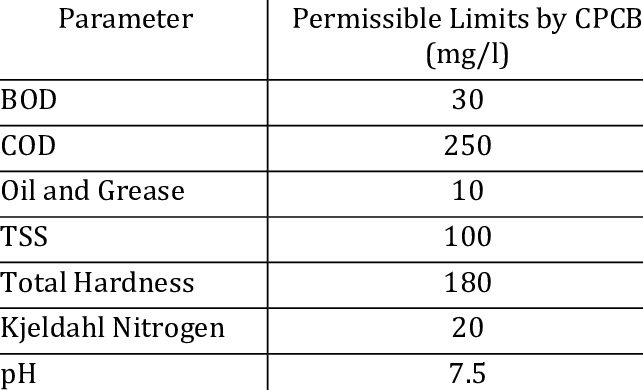 Parameter Permissible Limits by CPCB
(mg/l)
BOD 30
COD 250
Oil and Grease 10
TSS 100
Total Hardness 180
Kjeldahl Nitrogen 20
pH 7.5